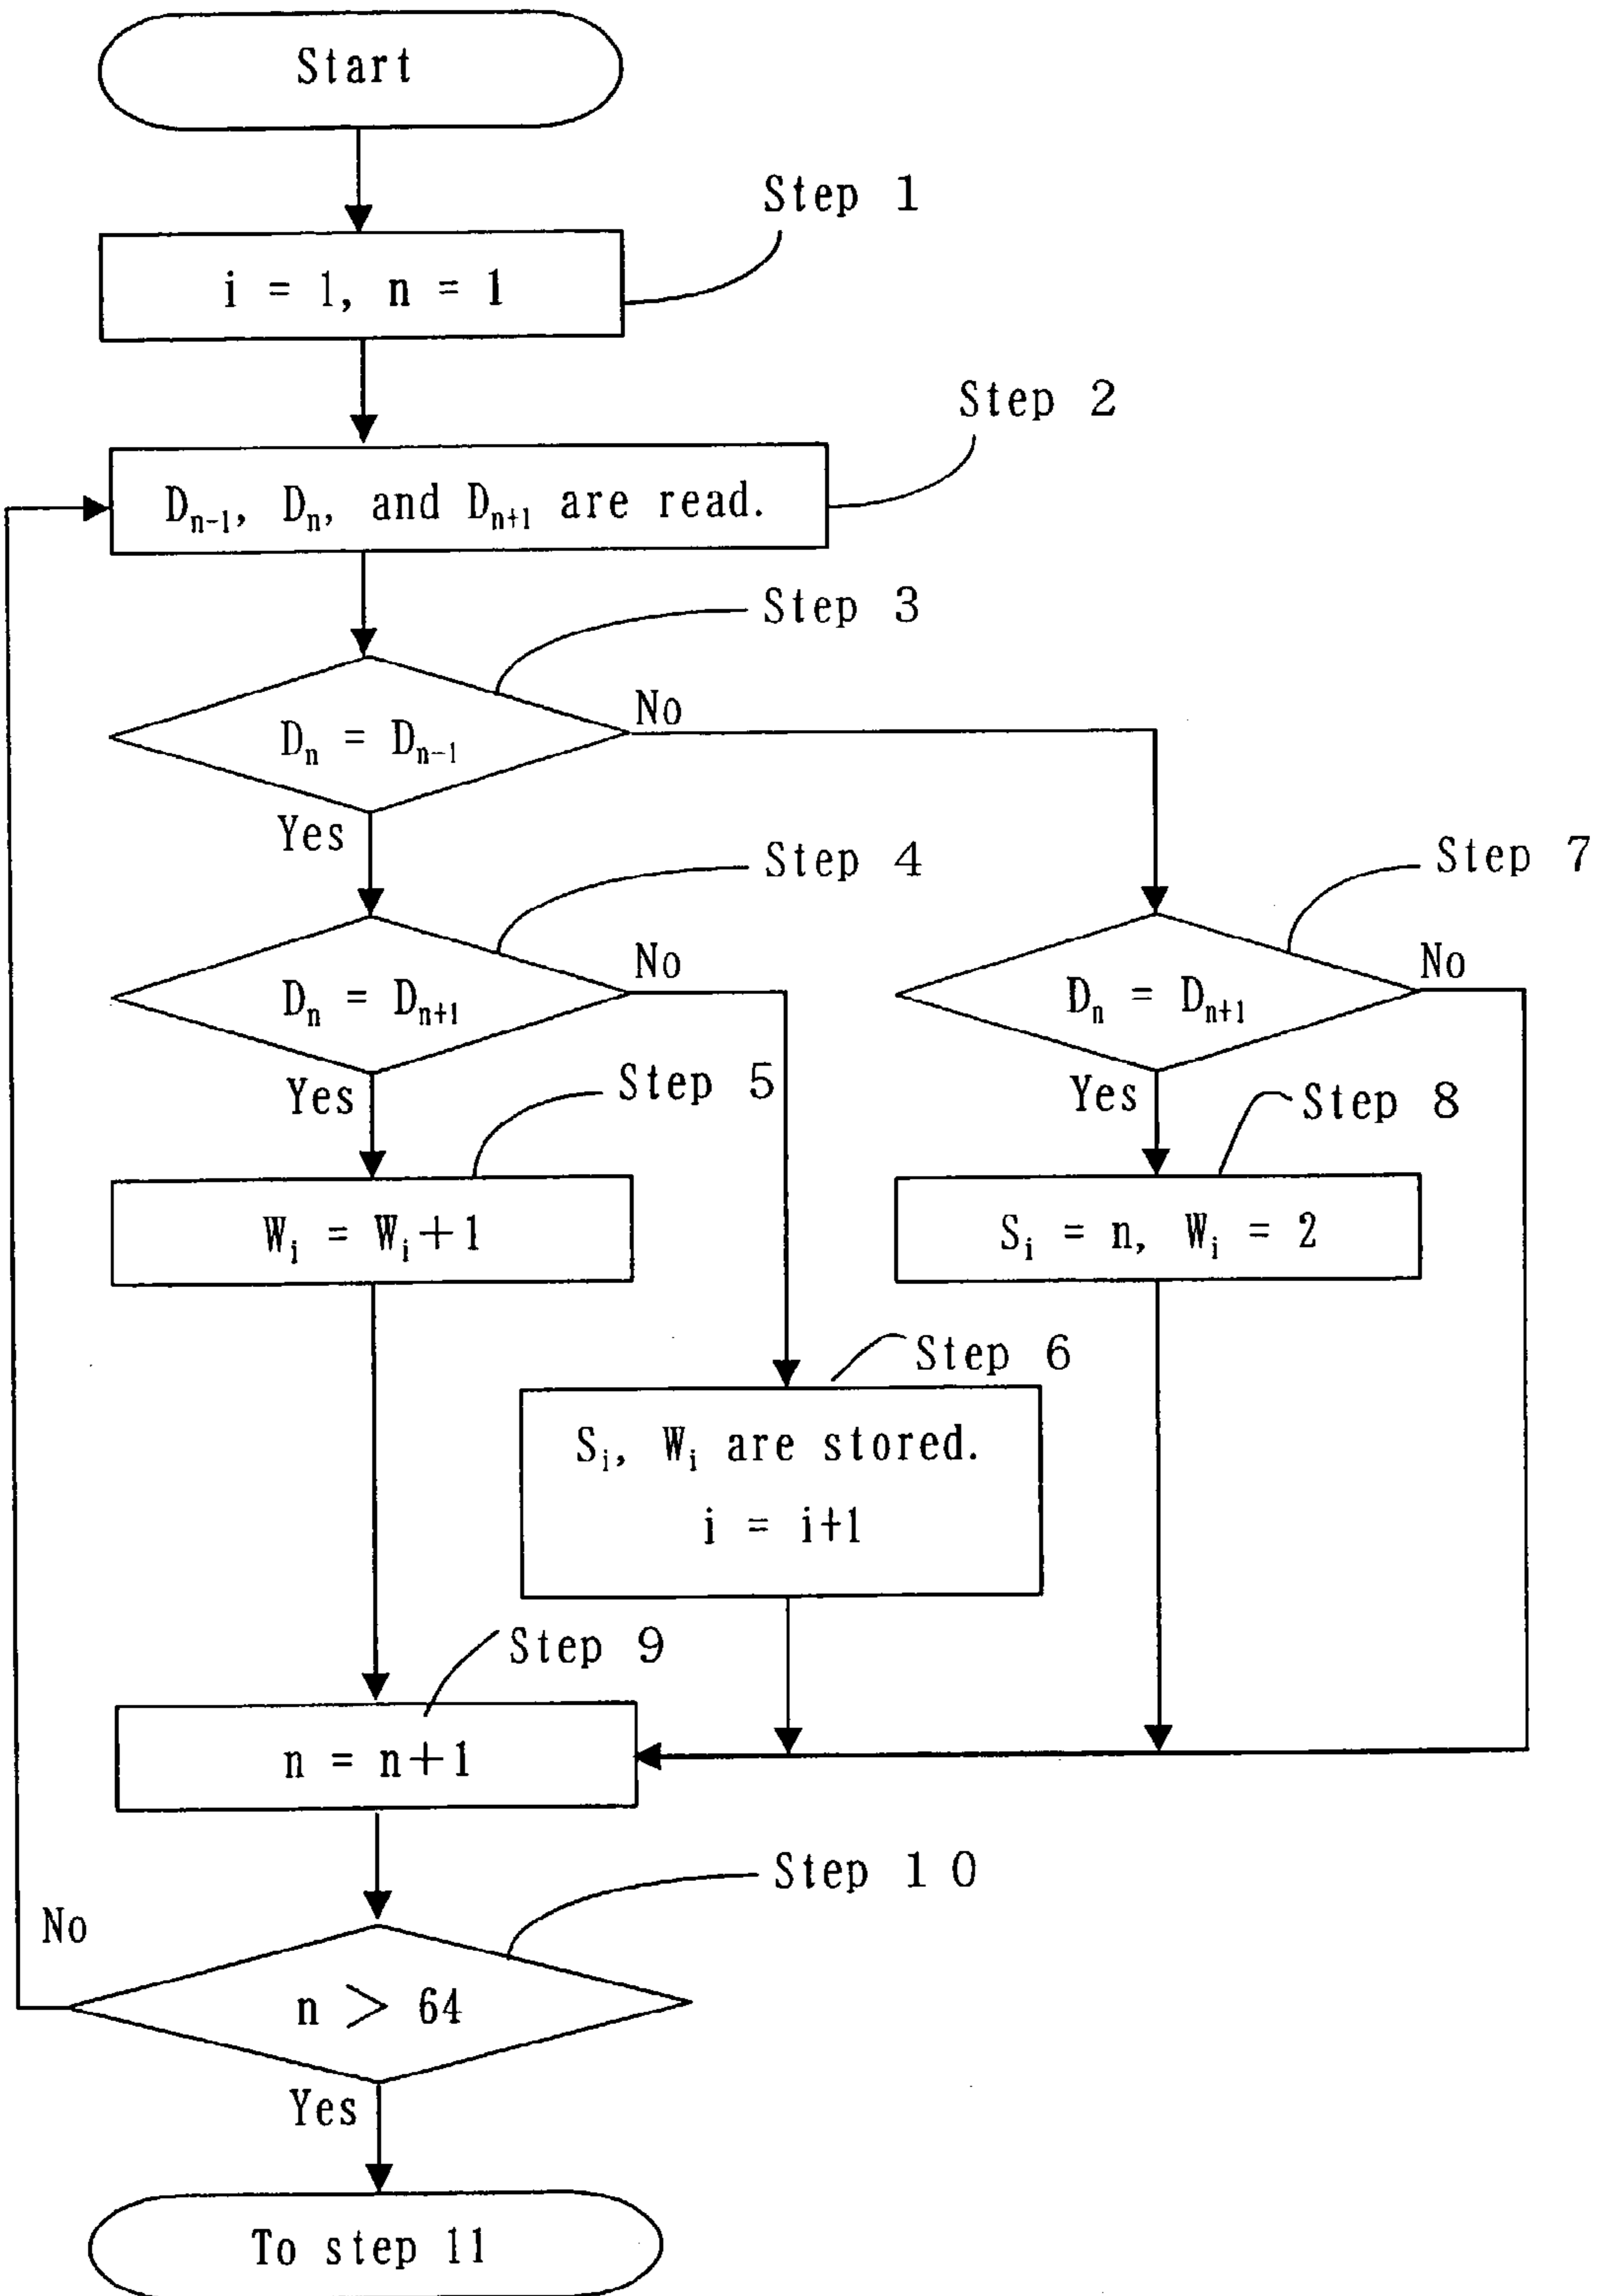 Start
Step 1
i = 1, n = 1
Step 2
Dₙ₋₁, Dₙ, and Dₙ₊₁ are read.
Step 3
Dₙ = Dₙ₋₁
No
Yes
Step 4
Dₙ = Dₙ₊₁
No
Yes
Step 7
Dₙ = Dₙ₊₁
No
Yes
Step 5
Wᵢ = Wᵢ+1
Step 8
Sᵢ = n, Wᵢ = 2
Step 6
Sᵢ, Wᵢ are stored.
i = i+1
Step 9
n = n+1
Step 10
No
n > 64
Yes
To step 11